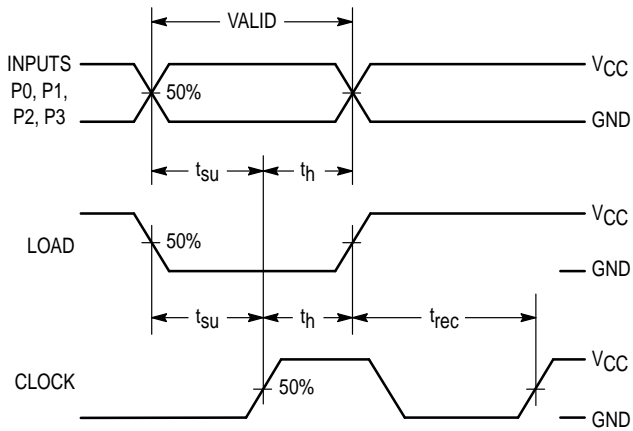 VALID
INPUTS
P0, P1,
P2, P3
50%
VCC
GND
tsu
th
LOAD
50%
VCC
GND
tsu
th
trec
CLOCK
50%
VCC
GND